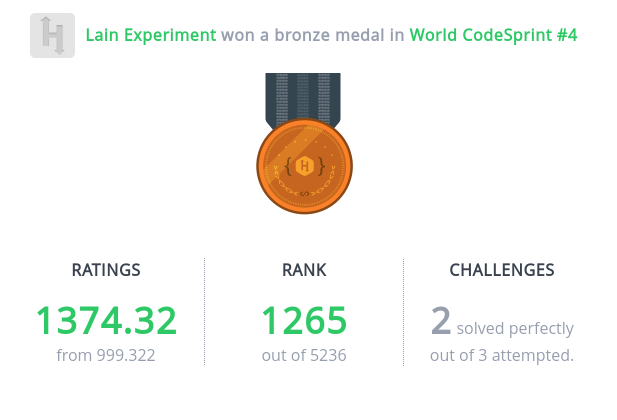 Lain Experiment won a bronze medal in World CodeSprint #4
{ H }
RATINGS
1374.32
from 999.322
RANK
1265
out of 5236
CHALLENGES
2 solved perfectly
out of 3 attempted.